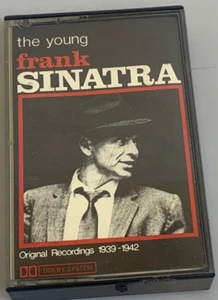 the young
frank
SINATRA
Original Recordings 1939-1942
DOLBY SYSTEM